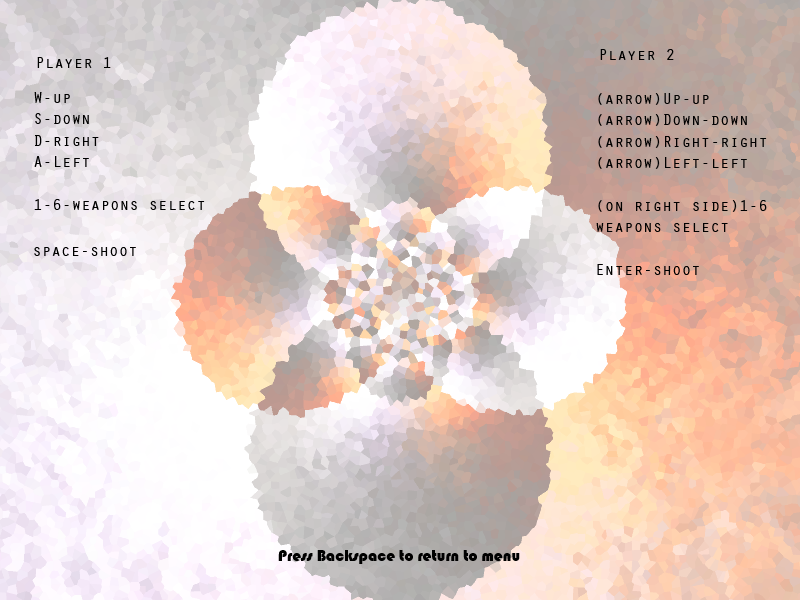 Player 1
W-up
S-down
D-right
A-Left
1-6-weapons select
space-shoot
Player 2
(arrow)Up-up
(arrow)Down-down
(arrow)Right-right
(arrow)Left-left
(on right side)1-6
weapons select
Enter-shoot
Press Backspace to return to menu